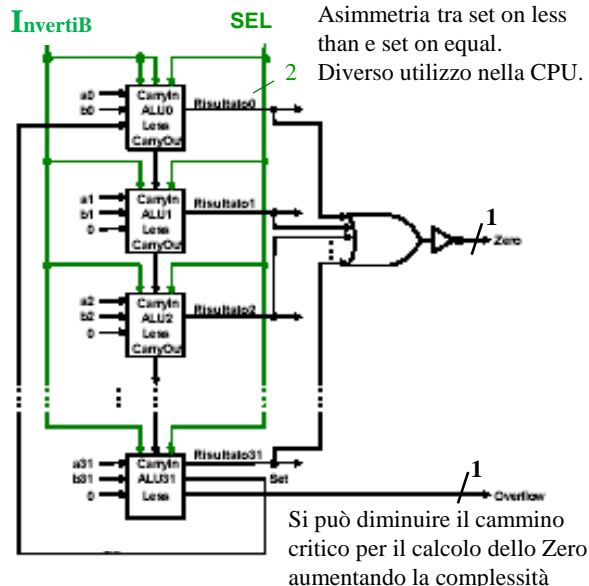 InvertiB
SEL
Asimmetria tra set on less
than e set on equal.
Diverso utilizzo nella CPU.
2
a0
b0
CarryIn
ALU0
Less
CarryOut
Risultato0
a1
b1
0
CarryIn
ALU1
Less
CarryOut
Risultato1
1
Zero
a2
b2
0
CarryIn
ALU2
Less
CarryOut
Risultato2
a31
b31
0
CarryIn
ALU31
Less
Risultato31
Set
1
Overflow
Si può diminuire il cammino
critico per il calcolo dello Zero
aumentando la complessità